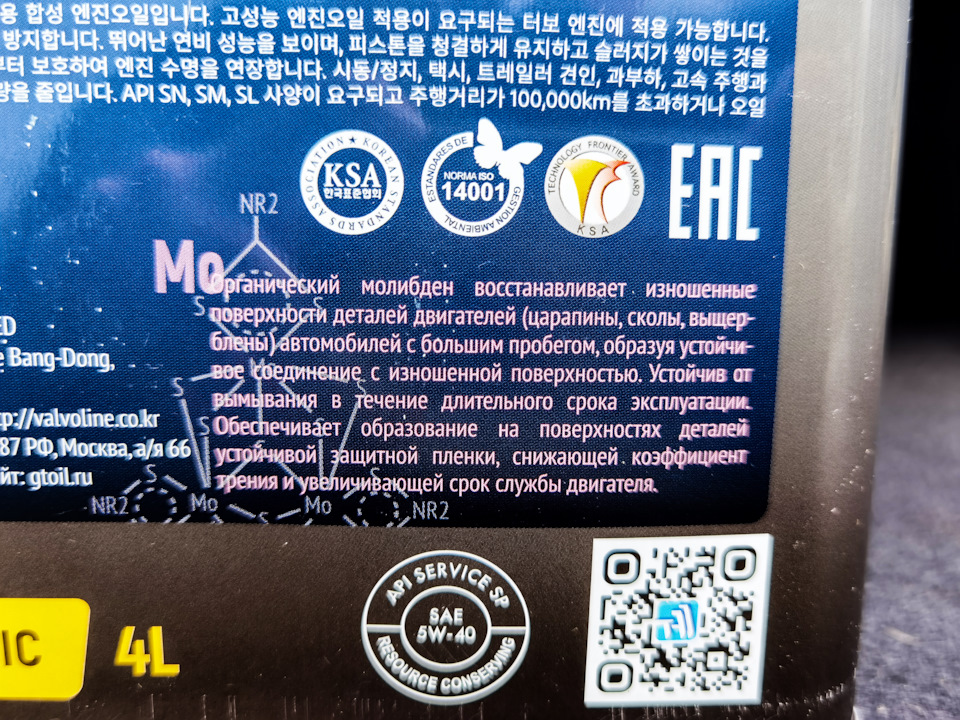 용 합성 엔진오일입니다. 고성능 엔진오일 적용이 요구되는 터보 엔진에 적용 가능합니다.
방지합니다. 뛰어난 연비 성능을 보이며, 피스톤을 청결하게 유지하고 슬러지가 쌓이는 것을
부터 보호하여 엔진 수명을 연장합니다. 시동/정지, 택시, 트레일러 견인, 과부하, 고속 주행과
량을 줄입니다. API SN, SM, SL 사양이 요구되고 주행거리가 100,000km를 초과하거나 오일
ASSOCIATION ★ KOREAN STANDARDS
KSA
한국표준협회
ESTANDARES DE
NORMA ISO
14001
GESTION AMBIENTAL
TECHNOLOGY FRONTIER AWARD
KSA
EAC
NR2
Mo
Органический молибден восстанавливает изношенные
поверхности деталей двигателей (царапины, сколы, выщер-
блены) автомобилей с большим пробегом, образуя устойчи-
вое соединение с изношенной поверхностью. Устойчив от
вымывания в течение длительного срока эксплуатации.
Обеспечивает образование на поверхностях деталей
устойчивой защитной пленки, снижающей коэффициент
трения и увеличивающей срок службы двигателя.
S
S
Mo
S
S
S
S
S
NR2
Mo
Mo
NR2
S
ED
e Bang-Dong,
tp://valvoline.co.kr
87 РФ, Москва, а/я 66
йт: gtoil.ru
IC
4L
API SERVICE SP
SAE
5W-40
RESOURCE CONSERVING